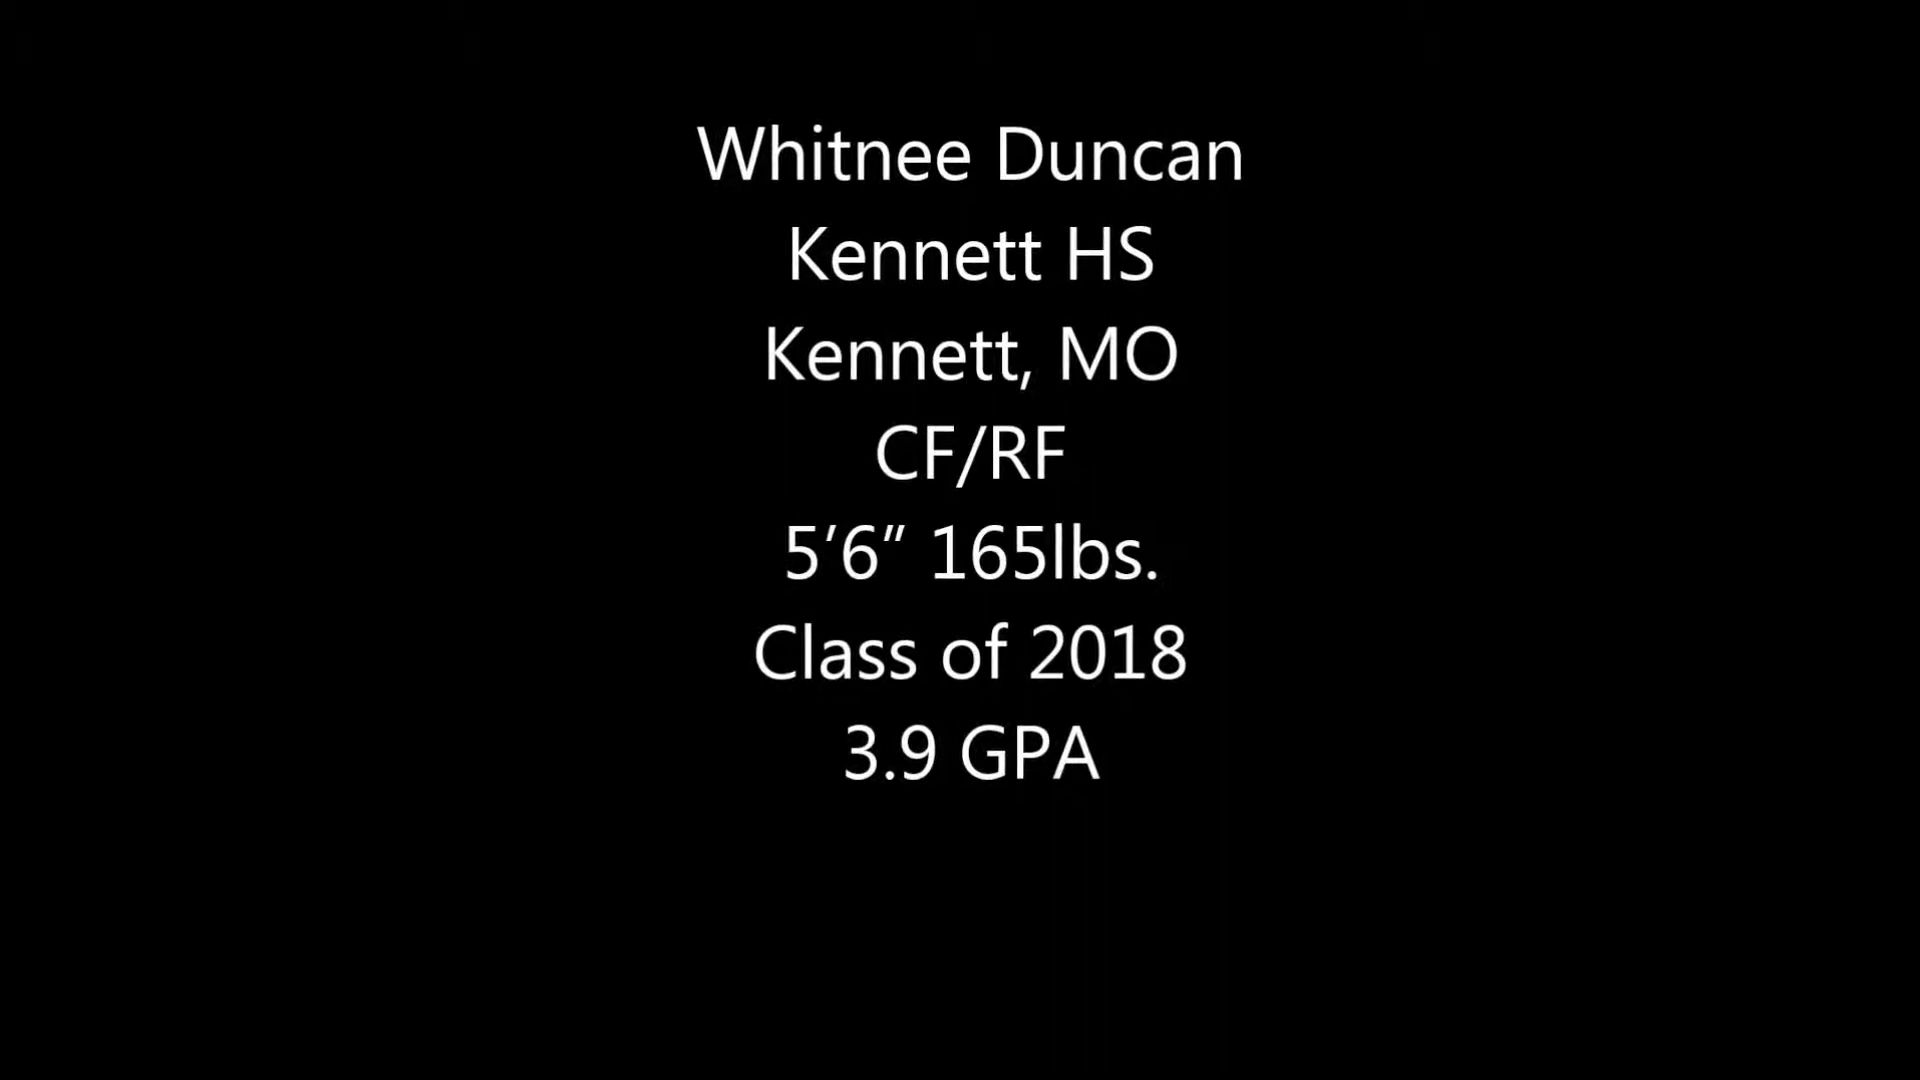 Whitnee Duncan
Kennett HS
Kennett, MO
CF/RF
5’6” 165lbs.
Class of 2018
3.9 GPA